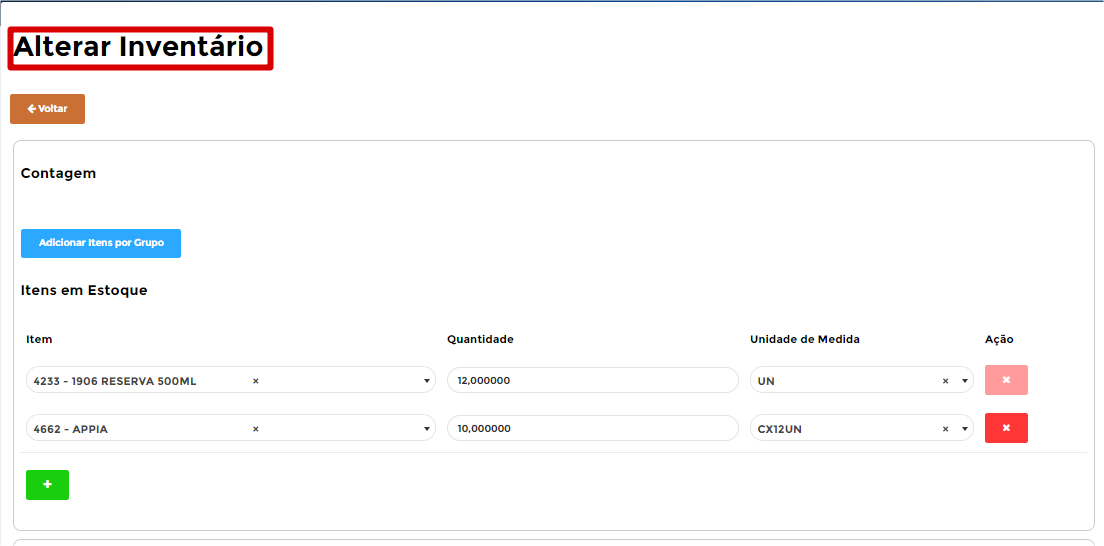 Alterar Inventário
Voltar
Contagem
Adicionar Itens por Grupo
Itens em Estoque
Item Quantidade Unidade de Medida Ação
4233 - 1906 RESERVA 500ML × 12,000000 UN ×
4662 - APPIA × 10,000000 CX12UN ×
+